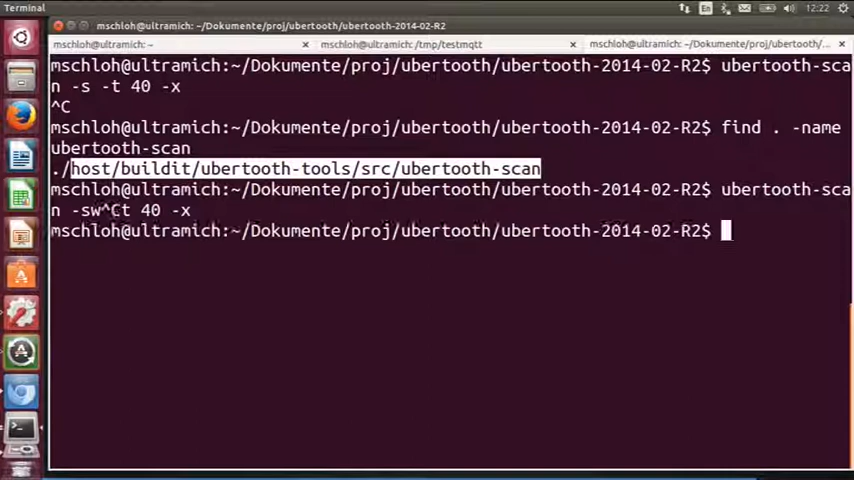 Terminal
En
12:22
mschloh@ultramich: ~/Dokumente/proj/ubertooth/ubertooth-2014-02-R2
mschloh@ultramich: ~
mschloh@ultramich: /tmp/testmqtt
mschloh@ultramich: ~/Dokumente/proj/ubertooth/...
mschloh@ultramich:~/Dokumente/proj/ubertooth/ubertooth-2014-02-R2$ ubertooth-sca
n -s -t 40 -x
^C
mschloh@ultramich:~/Dokumente/proj/ubertooth/ubertooth-2014-02-R2$ find . -name
ubertooth-scan
./host/buildit/ubertooth-tools/src/ubertooth-scan
mschloh@ultramich:~/Dokumente/proj/ubertooth/ubertooth-2014-02-R2$ ubertooth-sca
n -sw^Ct 40 -x
mschloh@ultramich:~/Dokumente/proj/ubertooth/ubertooth-2014-02-R2$